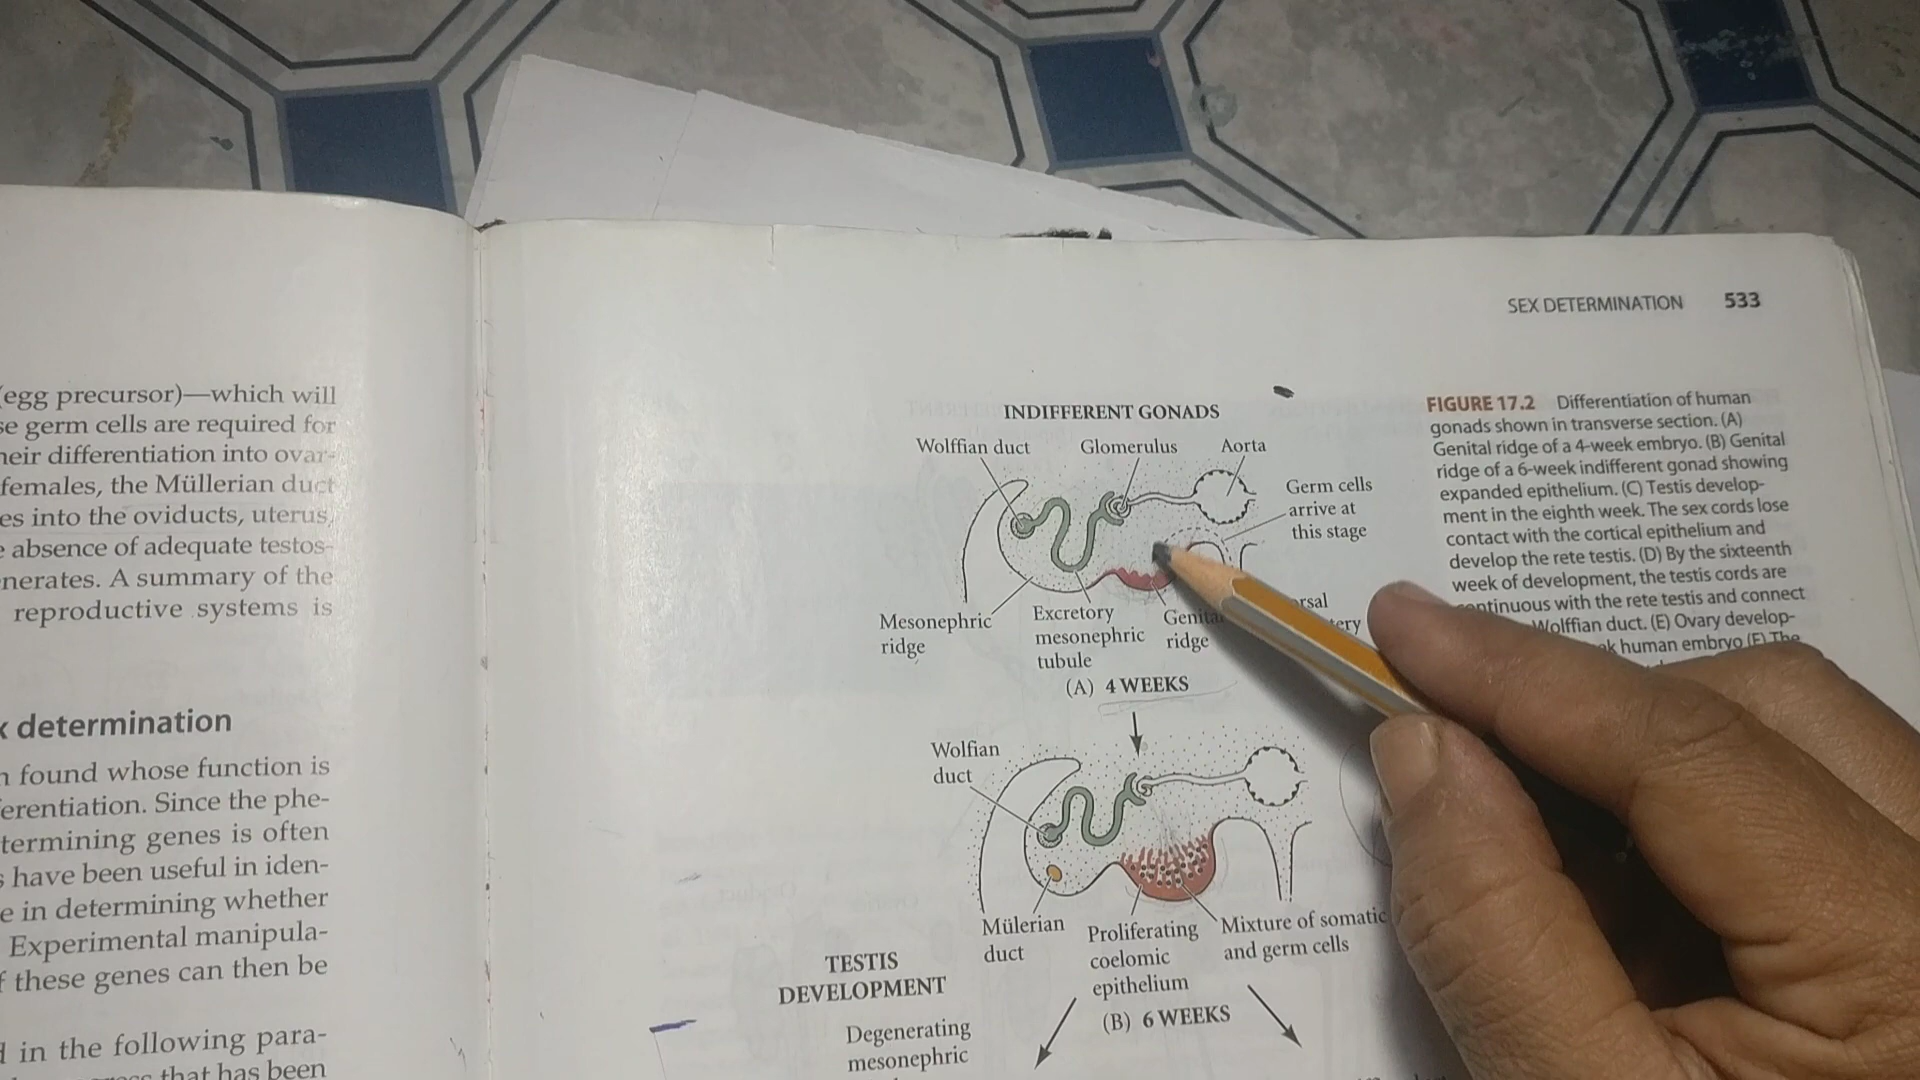 (egg precursor)—which will
se germ cells are required for
heir differentiation into ovar-
females, the Müllerian duct
es into the oviducts, uterus,
e absence of adequate testos-
nerates. A summary of the
reproductive systems is
x determination
n found whose function is
ferentiation. Since the phe-
termining genes is often
s have been useful in iden-
e in determining whether
Experimental manipula-
f these genes can then be
d in the following para-
that has been
SEX DETERMINATION 533
INDIFFERENT GONADS
Wolffian duct
Glomerulus
Aorta
Germ cells
arrive at
this stage
Mesonephric
ridge
Excretory
mesonephric
tubule
Genital
ridge
rsal
tery
(A) 4 WEEKS
Wolfian
duct
Mülerian
duct
Proliferating
coelomic
epithelium
Mixture of somatic
and germ cells
(B) 6 WEEKS
TESTIS
DEVELOPMENT
Degenerating
mesonephric
FIGURE 17.2 Differentiation of human
gonads shown in transverse section. (A)
Genital ridge of a 4-week embryo. (B) Genital
ridge of a 6-week indifferent gonad showing
expanded epithelium. (C) Testis develop-
ment in the eighth week. The sex cords lose
contact with the cortical epithelium and
develop the rete testis. (D) By the sixteenth
week of development, the testis cords are
continuous with the rete testis and connect
Wolffian duct. (E) Ovary develop-
ek human embryo (F) The